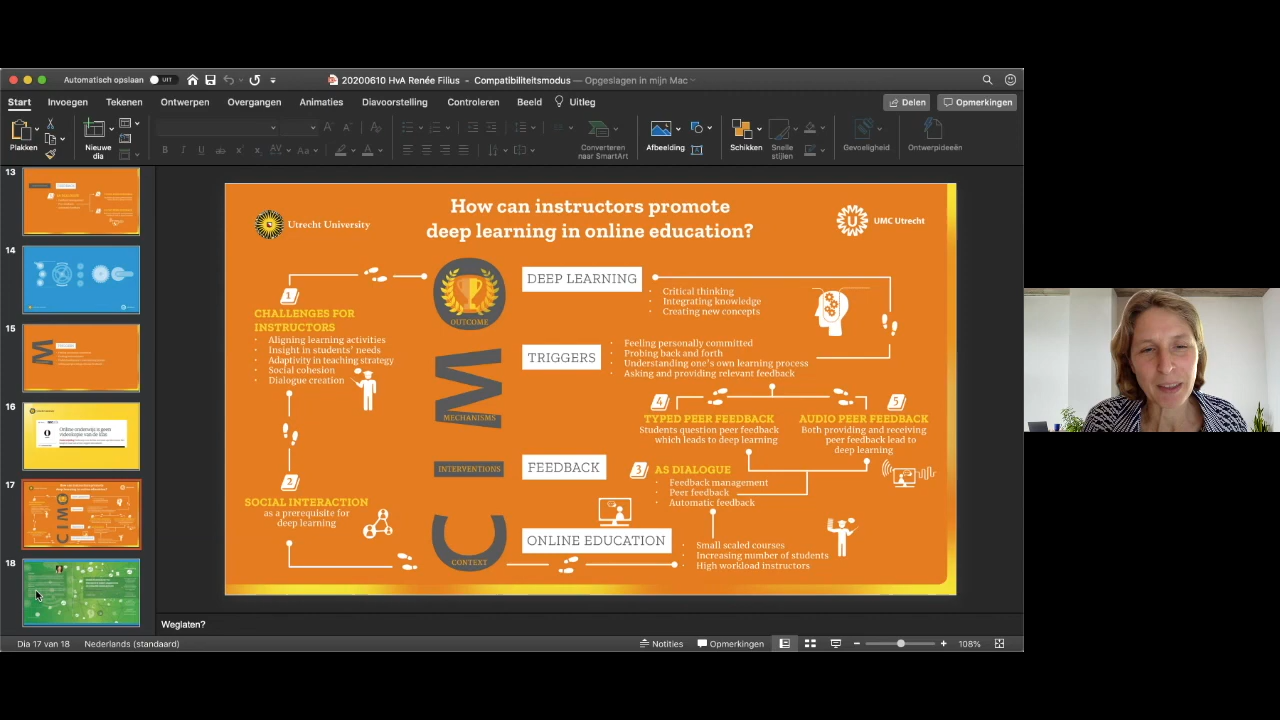 Automatisch opslaan UIT
20200610 HvA Renée Filius - Compatibiliteitsmodus — Opgeslagen in mijn Mac
Start Invoegen Tekenen Ontwerpen Overgangen Animaties Diavoorstelling Controleren Beeld Uitleg
Delen Opmerkingen
Plakken
Nieuwe
dia
Converteren
naar SmartArt
Afbeelding
Schikken
Snelle
stijlen
Gevoeligheid
Ontwerpideeën
13
14
15
16
17
18
How can instructors promote
deep learning in online education?
Utrecht University
UMC Utrecht
1
CHALLENGES FOR
INSTRUCTORS
· Aligning learning activities
· Insight in students' needs
· Adaptivity in teaching strategy
· Social cohesion
· Dialogue creation
2
SOCIAL INTERACTION
as a prerequisite for
deep learning
OUTCOME
M
MECHANISMS
I
INTERVENTIONS
C
CONTEXT
DEEP LEARNING
· Critical thinking
· Integrating knowledge
· Creating new concepts
TRIGGERS
· Feeling personally committed
· Probing back and forth
· Understanding one's own learning process
· Asking and providing relevant feedback
4
TYPED PEER FEEDBACK
Students question peer feedback
which leads to deep learning
5
AUDIO PEER FEEDBACK
Both providing and receiving
peer feedback lead to
deep learning
FEEDBACK
3
AS DIALOGUE
· Feedback management
· Peer feedback
· Automatic feedback
ONLINE EDUCATION
· Small scaled courses
· Increasing number of students
· High workload instructors
Weglaten?
Dia 17 van 18 Nederlands (standaard)
Notities Opmerkingen 108%